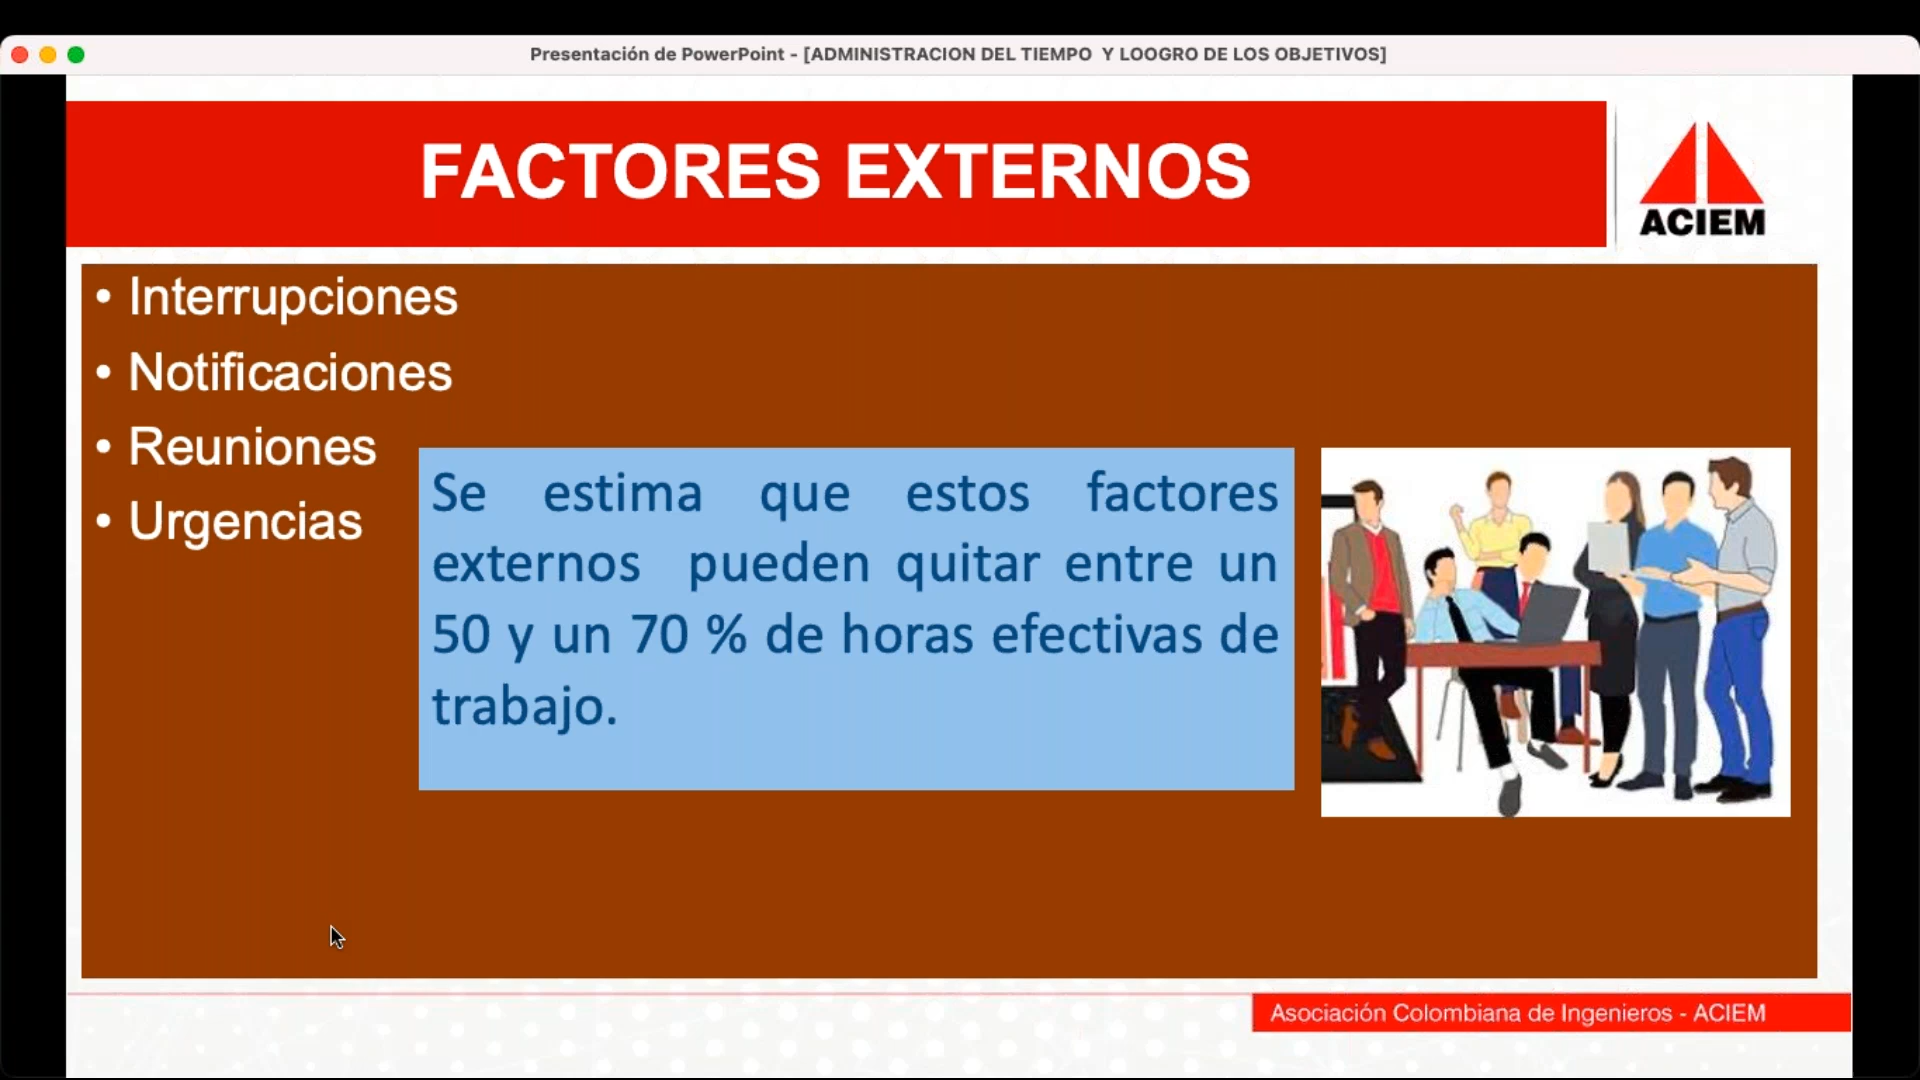 Presentación de PowerPoint - [ADMINISTRACION DEL TIEMPO  Y LOOGRO DE LOS OBJETIVOS]
FACTORES EXTERNOS
ACIEM
• Interrupciones
• Notificaciones
• Reuniones
• Urgencias
Se estima que estos factores
externos pueden quitar entre un
50 y un 70 % de horas efectivas de
trabajo.
Asociación Colombiana de Ingenieros - ACIEM